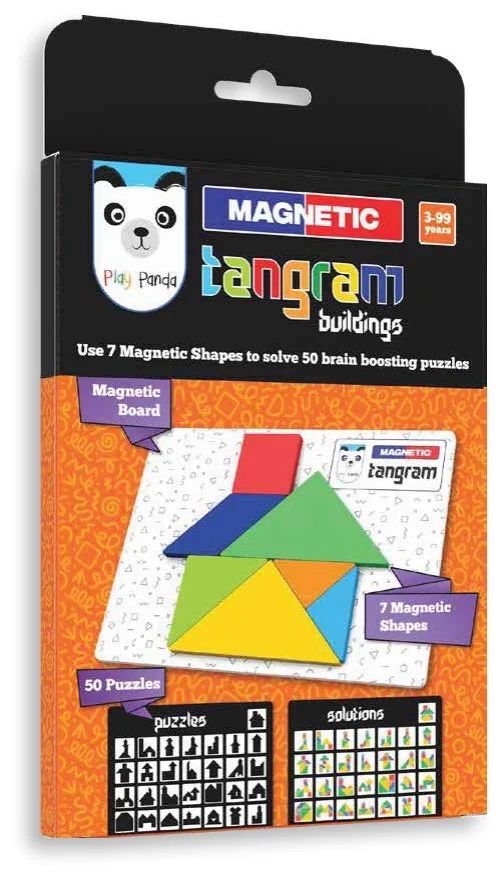 MAGNETIC
3-99
years
Play Panda
tangram
buildings
Use 7 Magnetic Shapes to solve 50 brain boosting puzzles
Magnetic
Board
MAGNETIC
tangram
7 Magnetic
Shapes
50 Puzzles
puzzles
solutions